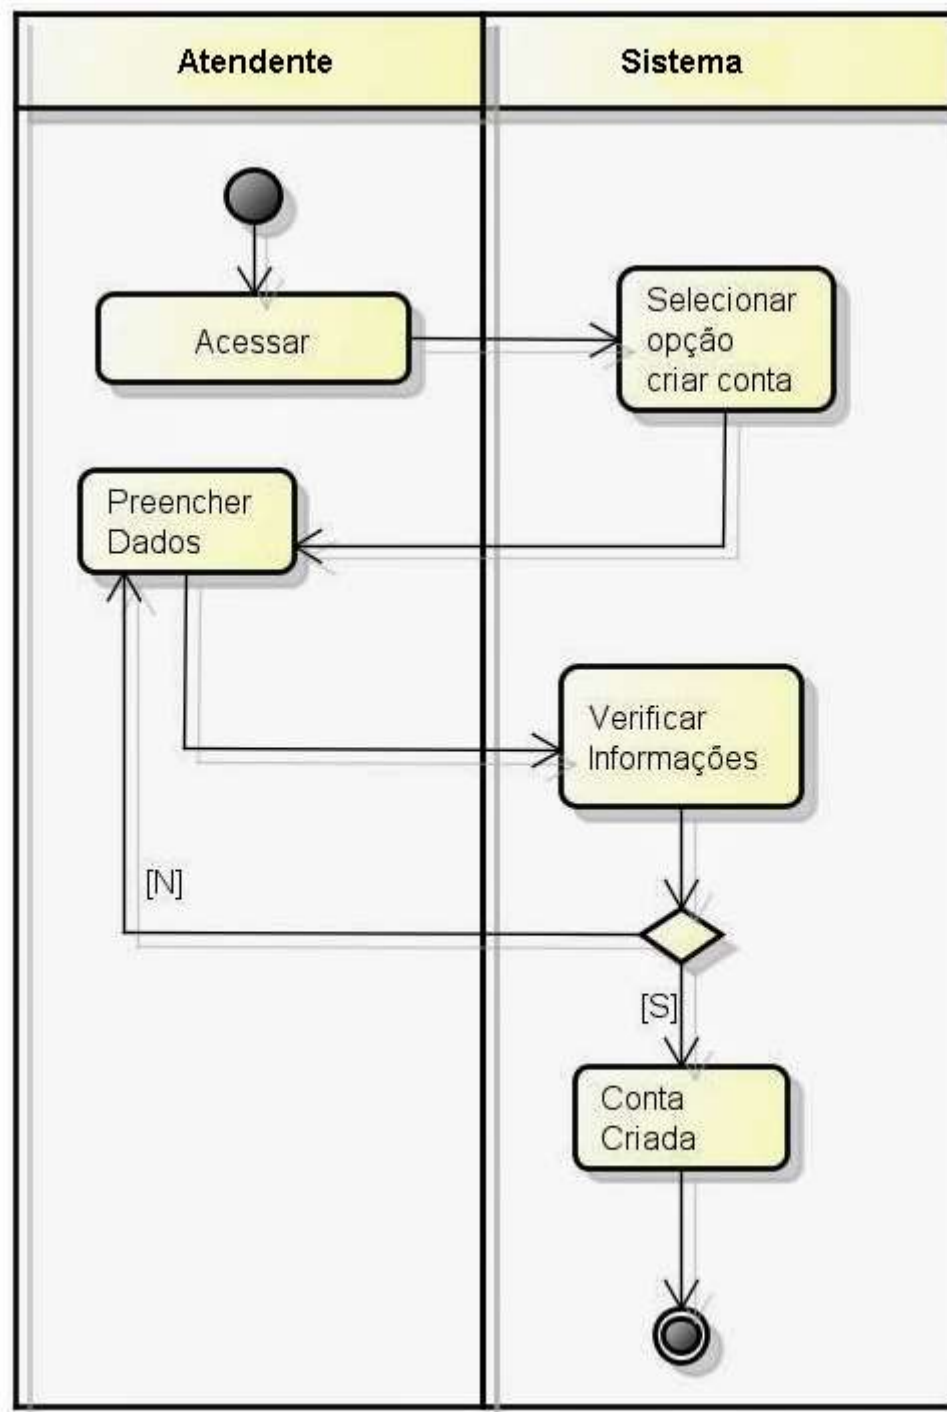 Atendente
Sistema
Acessar
Selecionar
opção
criar conta
Preencher
Dados
Verificar
Informações
[N]
[S]
Conta
Criada